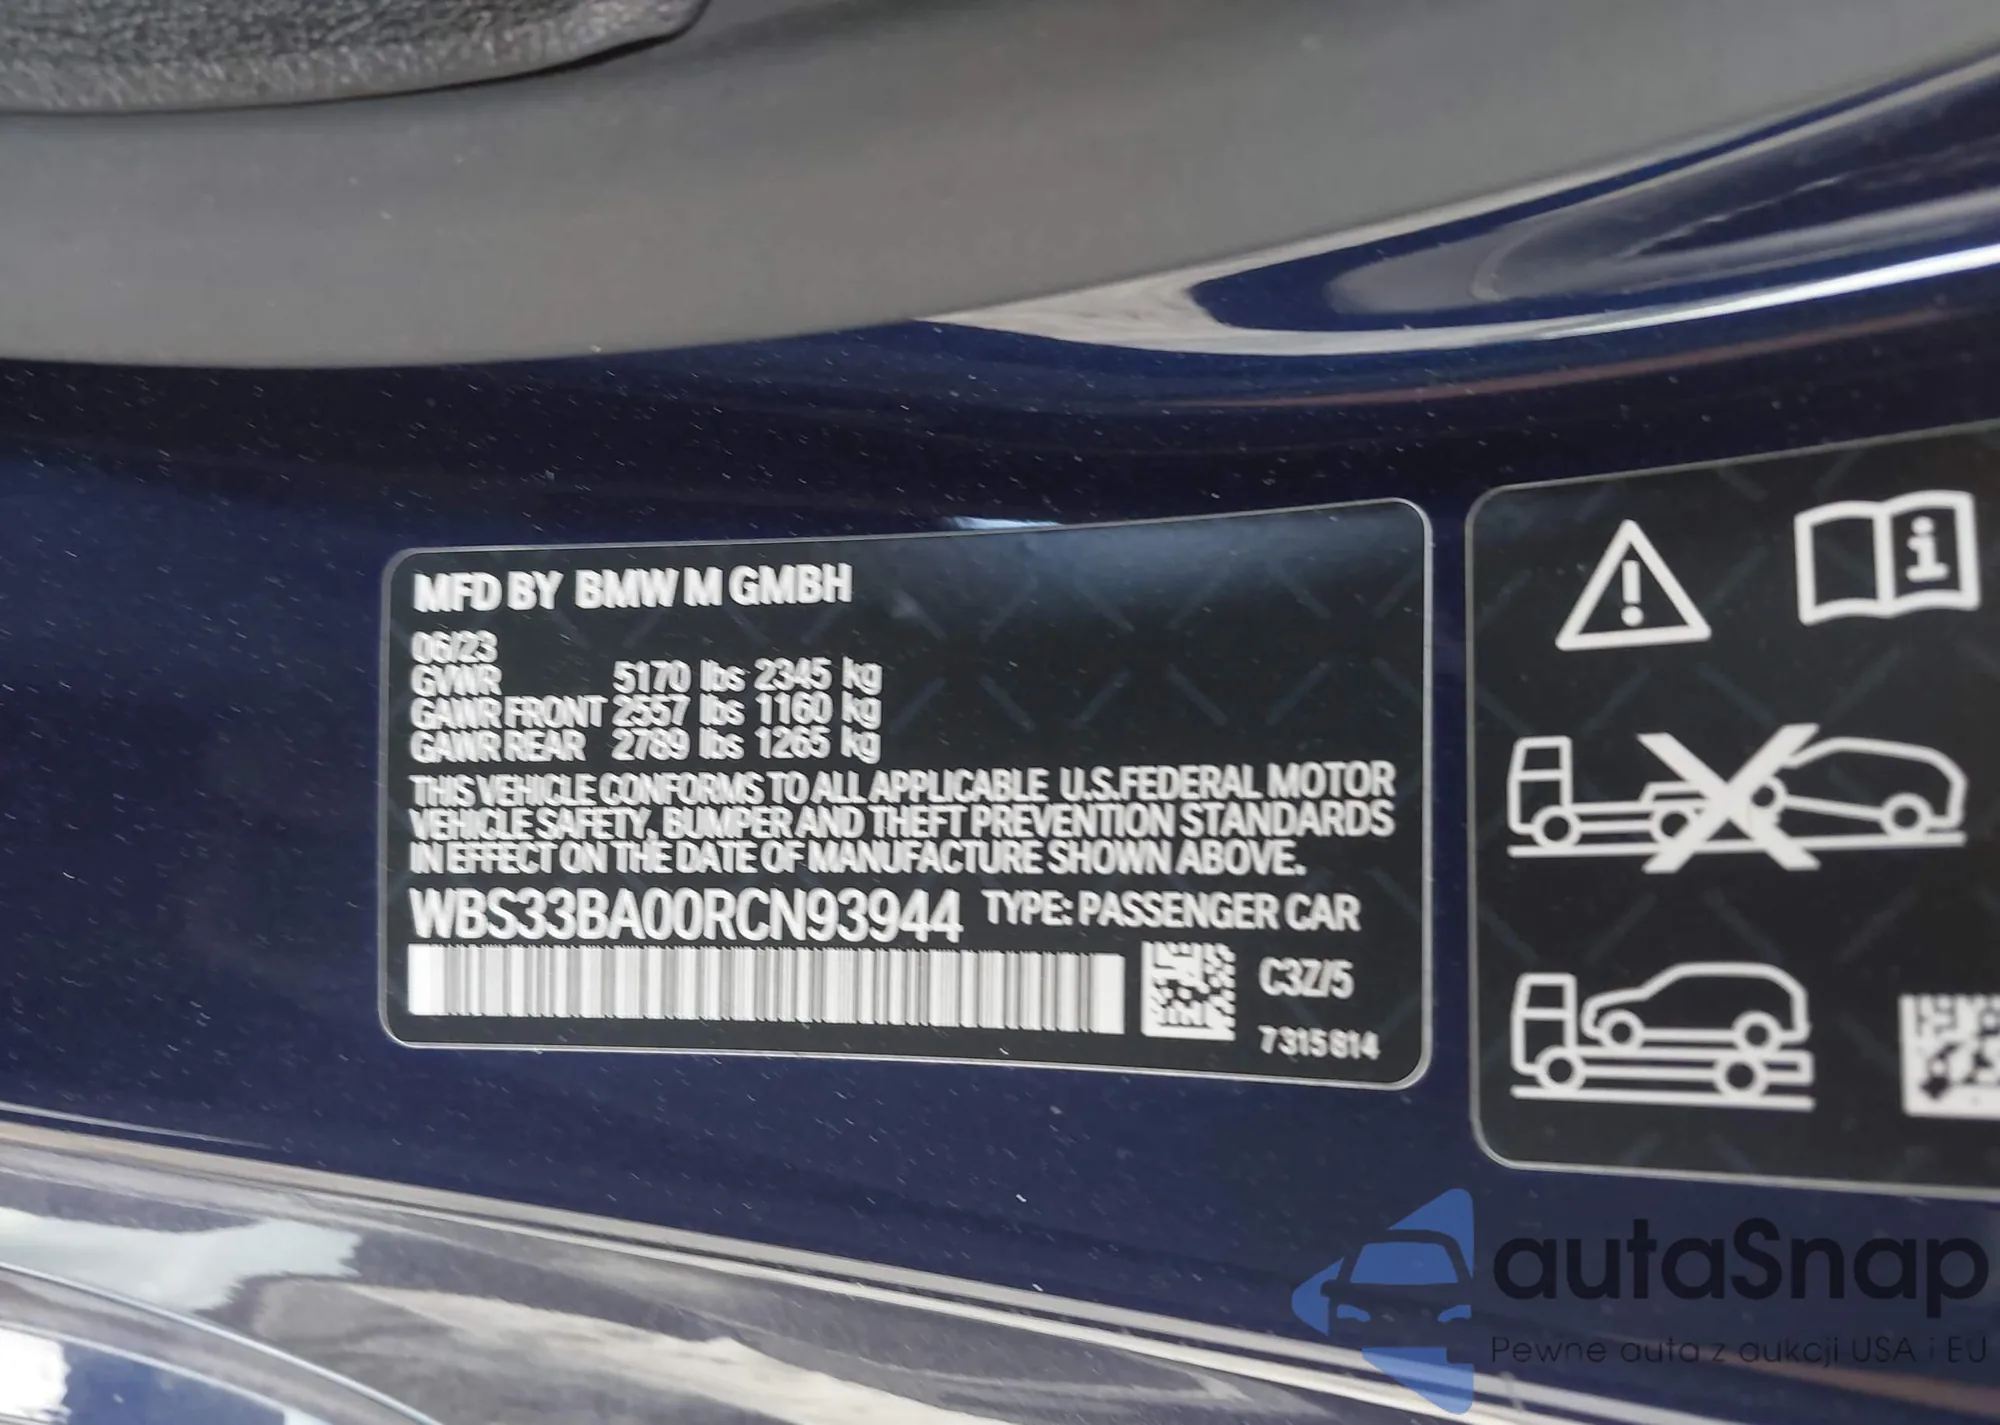 MFD BY BMW M GMBH
06/23
GVWR 5170 lbs 2345 kg
GAWR FRONT 2557 lbs 1160 kg
GAWR REAR 2789 lbs 1265 kg
THIS VEHICLE CONFORMS TO ALL APPLICABLE U.S.FEDERAL MOTOR
VEHICLE SAFETY, BUMPER AND THEFT PREVENTION STANDARDS
IN EFFECT ON THE DATE OF MANUFACTURE SHOWN ABOVE.
WBS33BA00RCN93944 TYPE: PASSENGER CAR
C3Z/5
7315814
autaSnap
Pewne auta z aukcji USA i EU